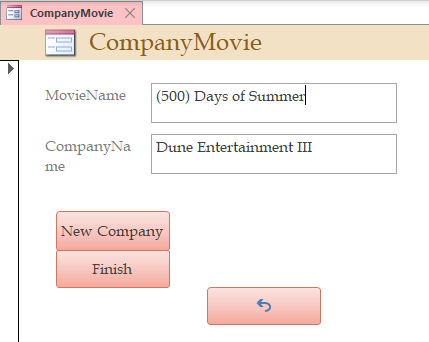 CompanyMovie
CompanyMovie
MovieName
(500) Days of Summer
CompanyNa
me
Dune Entertainment III
New Company
Finish